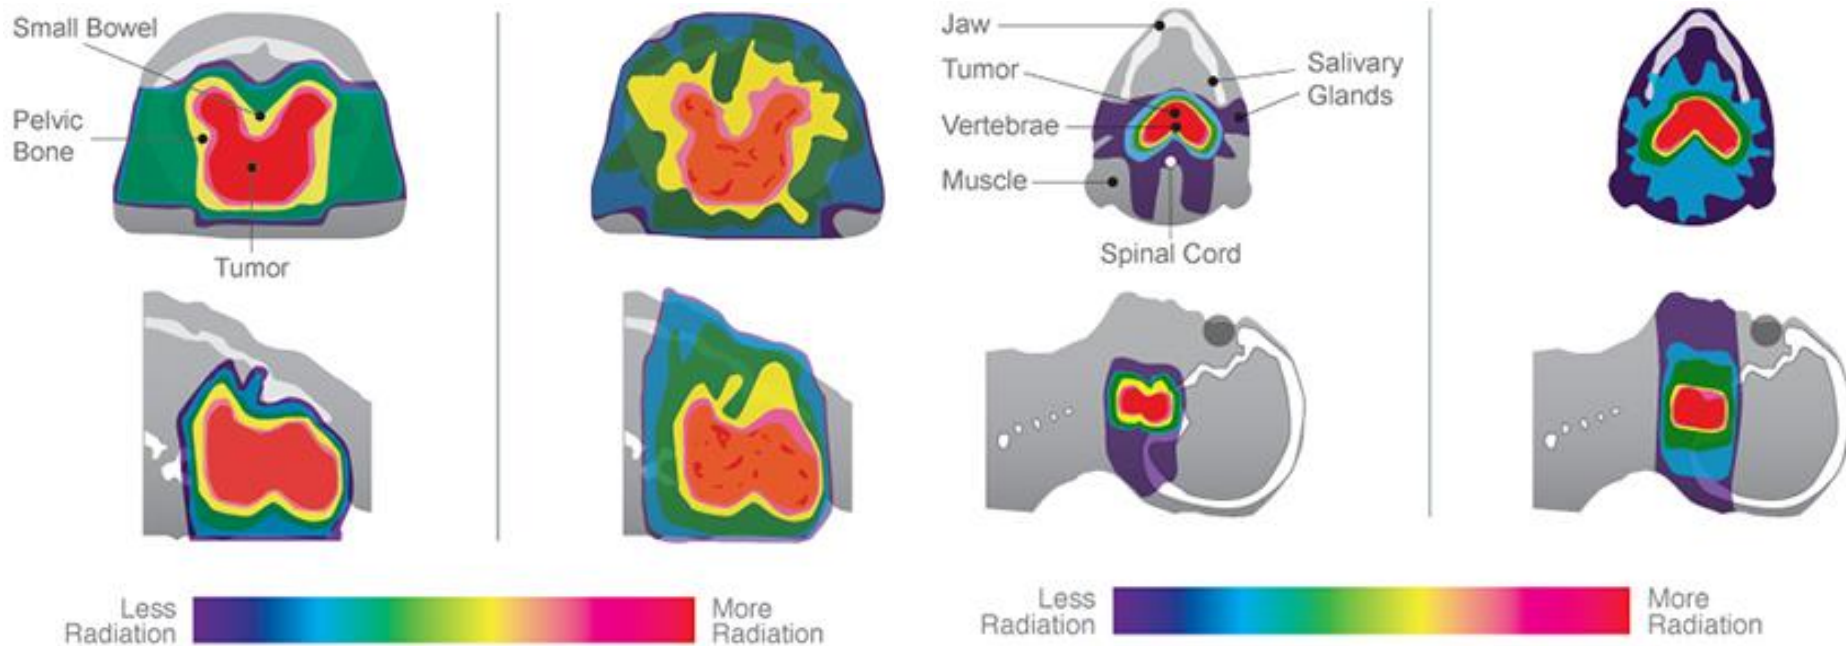 Small Bowel
Pelvic
Bone
Tumor
Less
Radiation
More
Radiation
Jaw
Tumor
Vertebrae
Muscle
Salivary
Glands
Spinal Cord
Less
Radiation
More
Radiation